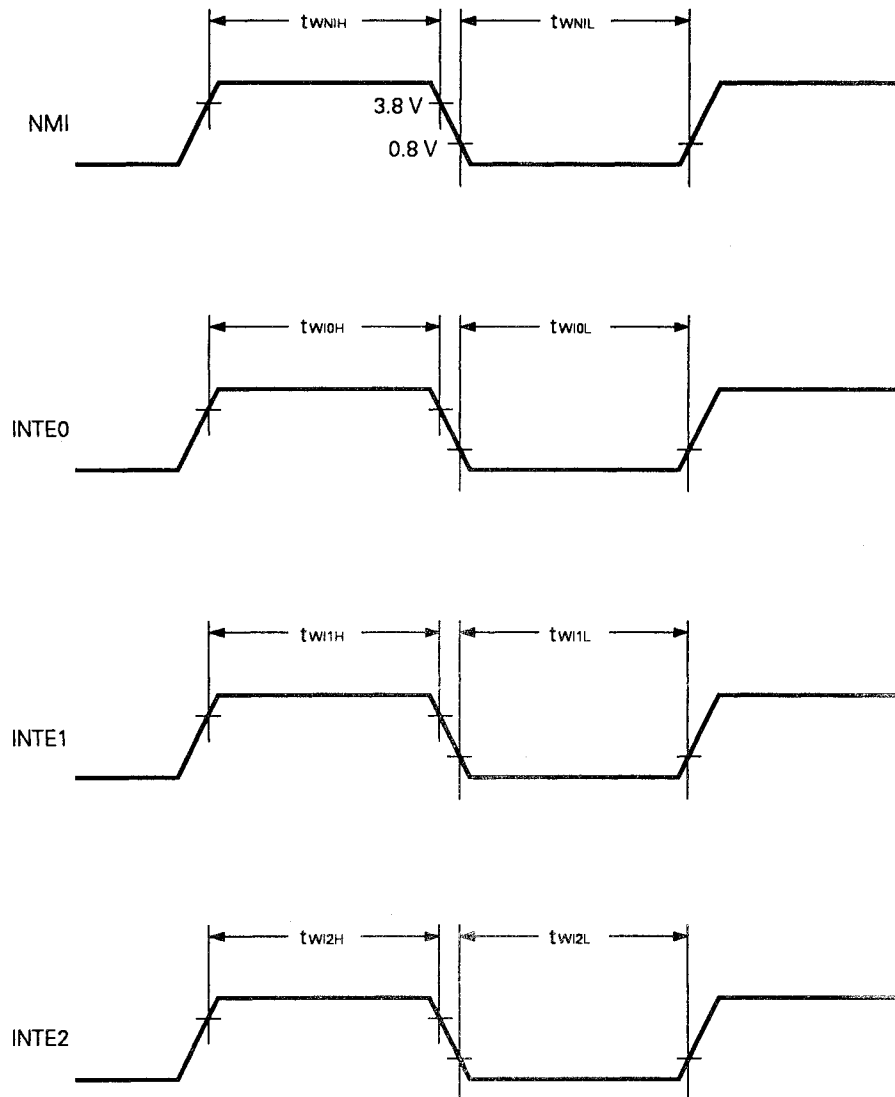 tWNIH tWNIL
NMI
3.8 V
0.8 V
tWI0H tWI0L
INTE0
tWI1H tWI1L
INTE1
tWI2H tWI2L
INTE2